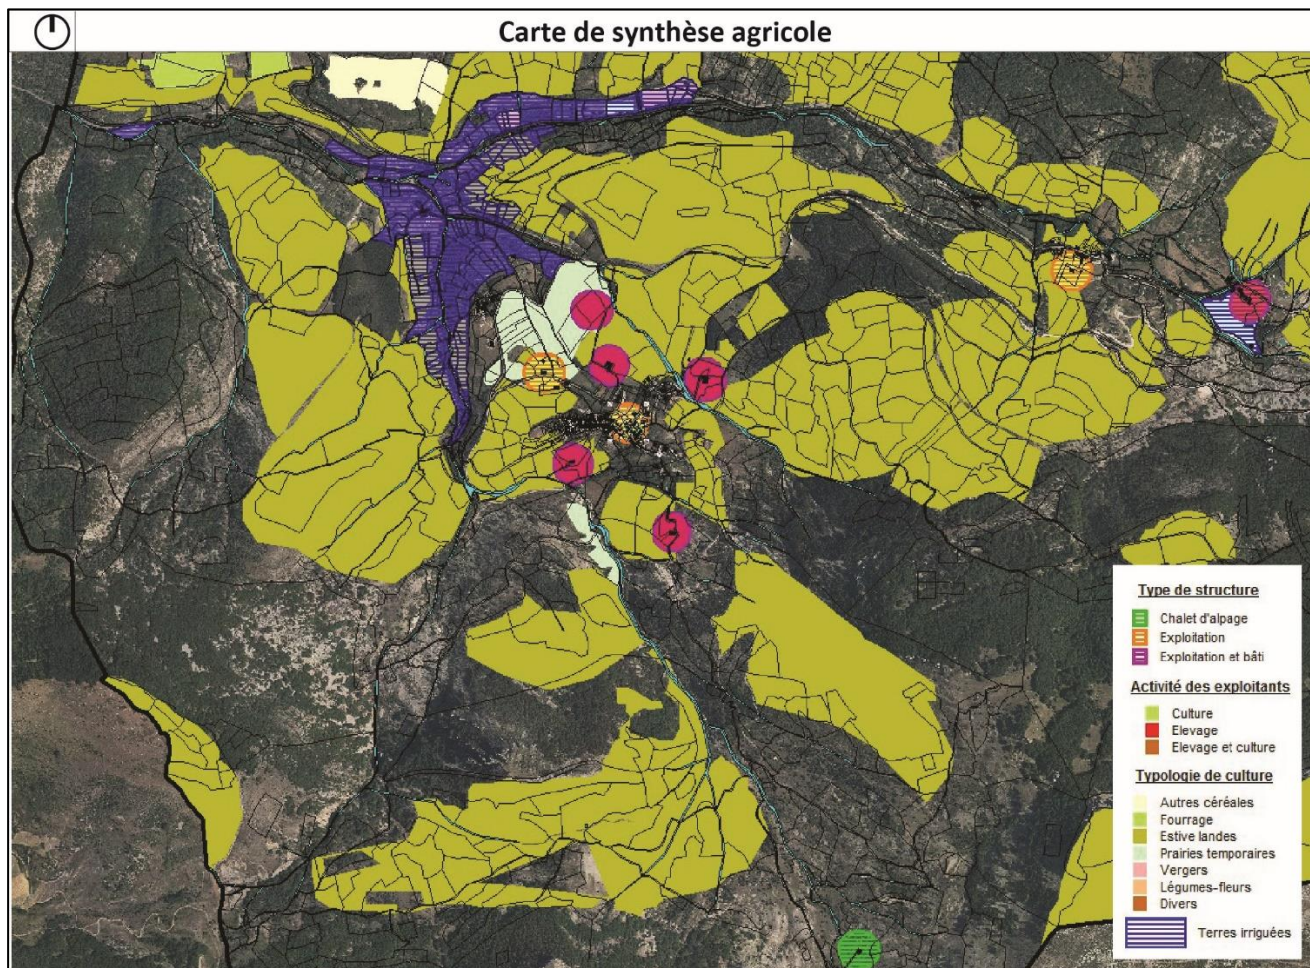 Carte de synthèse agricole
Type de structure
Chalet d'alpage
Exploitation
Exploitation et bâti
Activité des exploitants
Culture
Elevage
Elevage et culture
Typologie de culture
Autres céréales
Fourrage
Estive landes
Prairies temporaires
Vergers
Légumes-fleurs
Divers
Terres irriguées